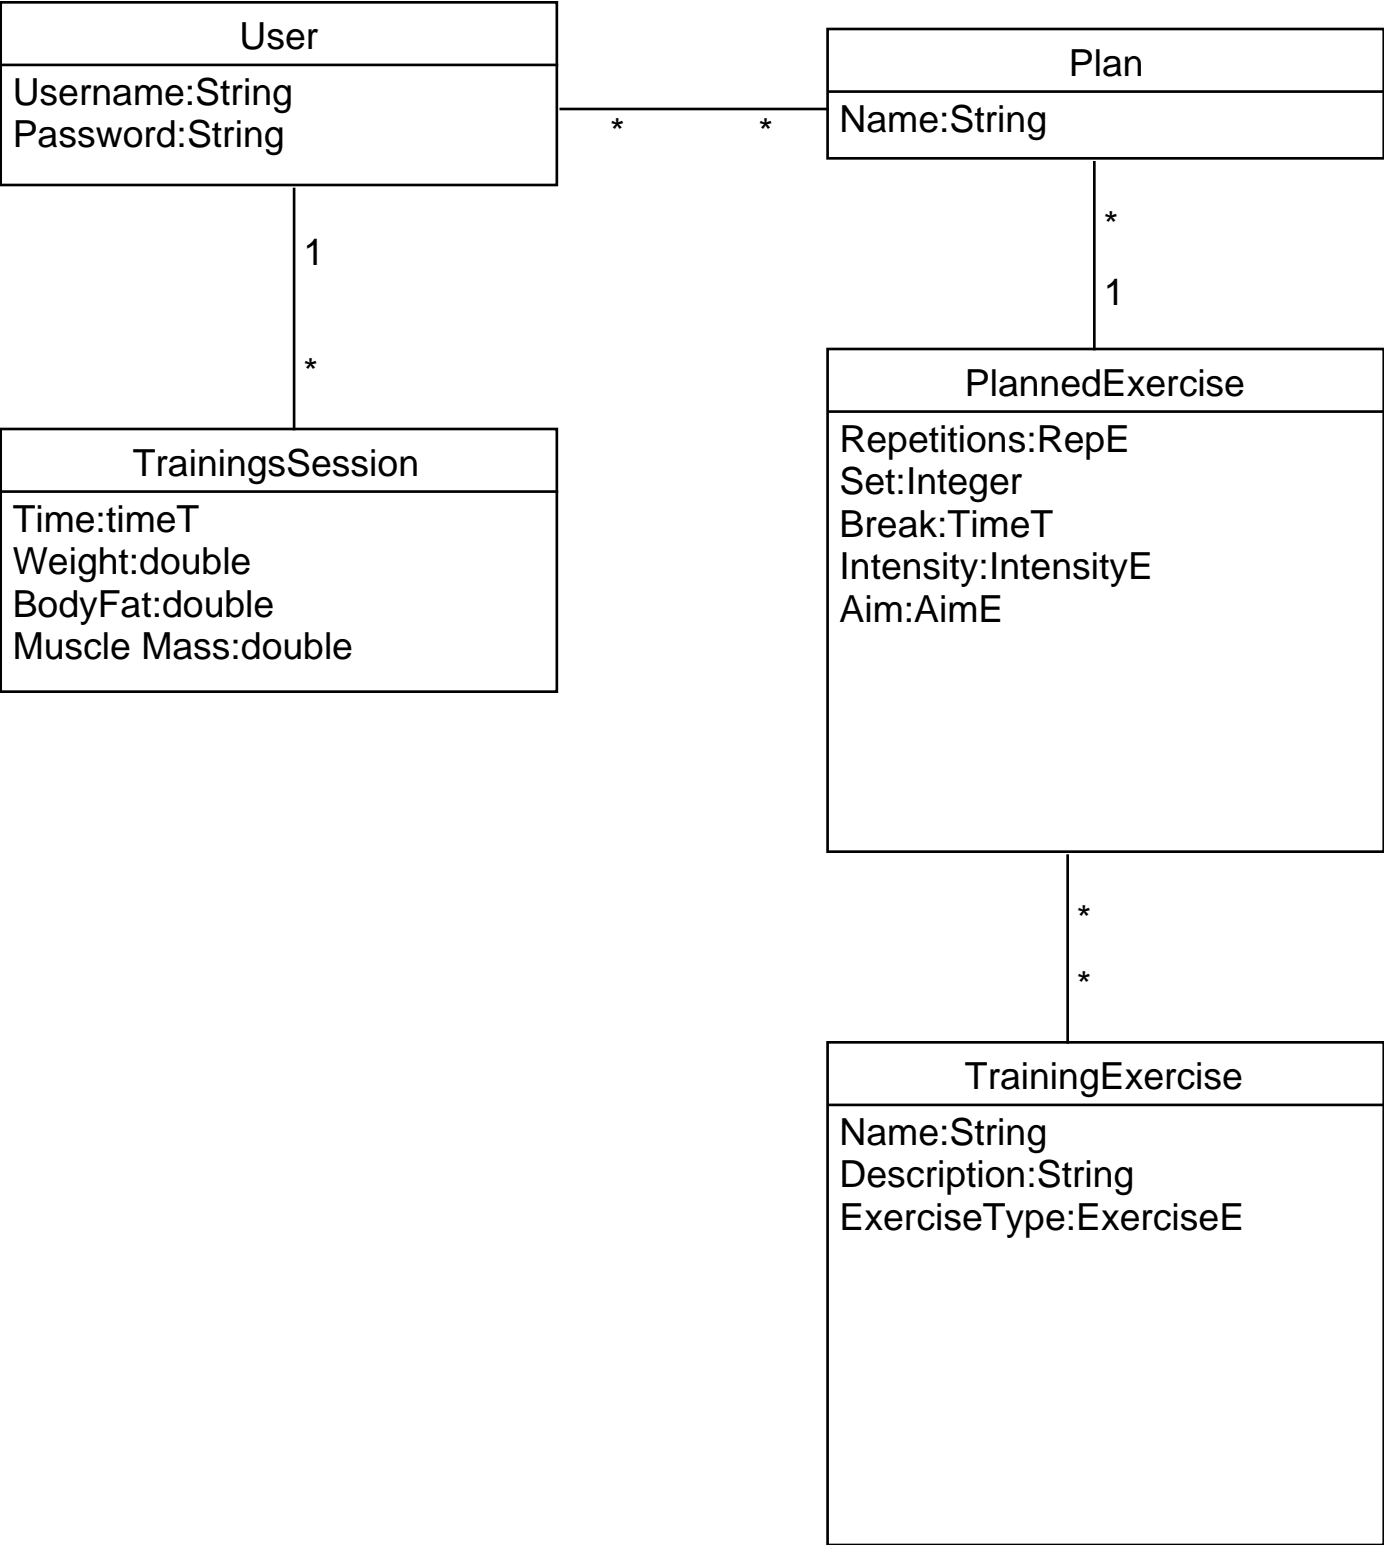 User
Username:String
Password:String
* *
Plan
Name:String
1
*
*
1
TrainingsSession
Time:timeT
Weight:double
BodyFat:double
Muscle Mass:double
PlannedExercise
Repetitions:RepE
Set:Integer
Break:TimeT
Intensity:IntensityE
Aim:AimE
*
*
TrainingExercise
Name:String
Description:String
ExerciseType:ExerciseE